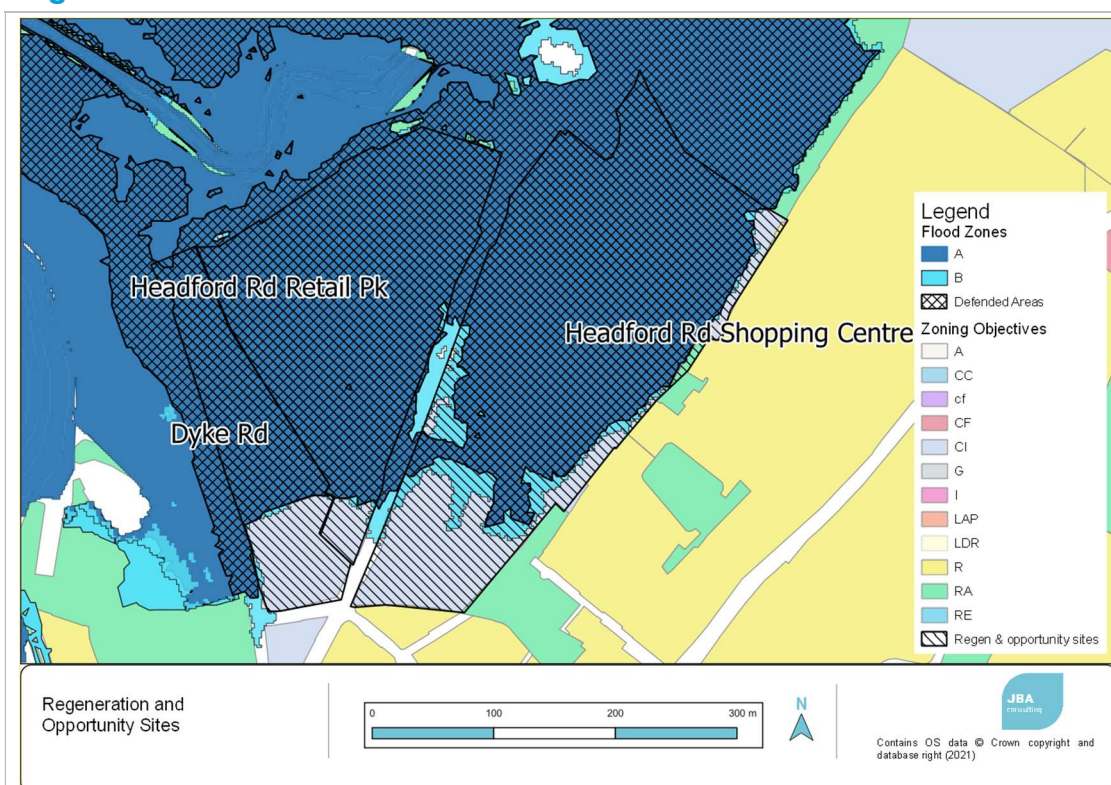 Headford Rd Retail Pk
Headford Rd Shopping Centre
Dyke Rd
Legend
Flood Zones
A
B
Defended Areas
Zoning Objectives
A
CC
cf
CF
CI
G
I
LAP
LDR
R
RA
RE
Regen & opportunity sites
Regeneration and
Opportunity Sites
0 100 200 300 m
N
JBA
consulting
Contains OS data © Crown copyright and
database right (2021)